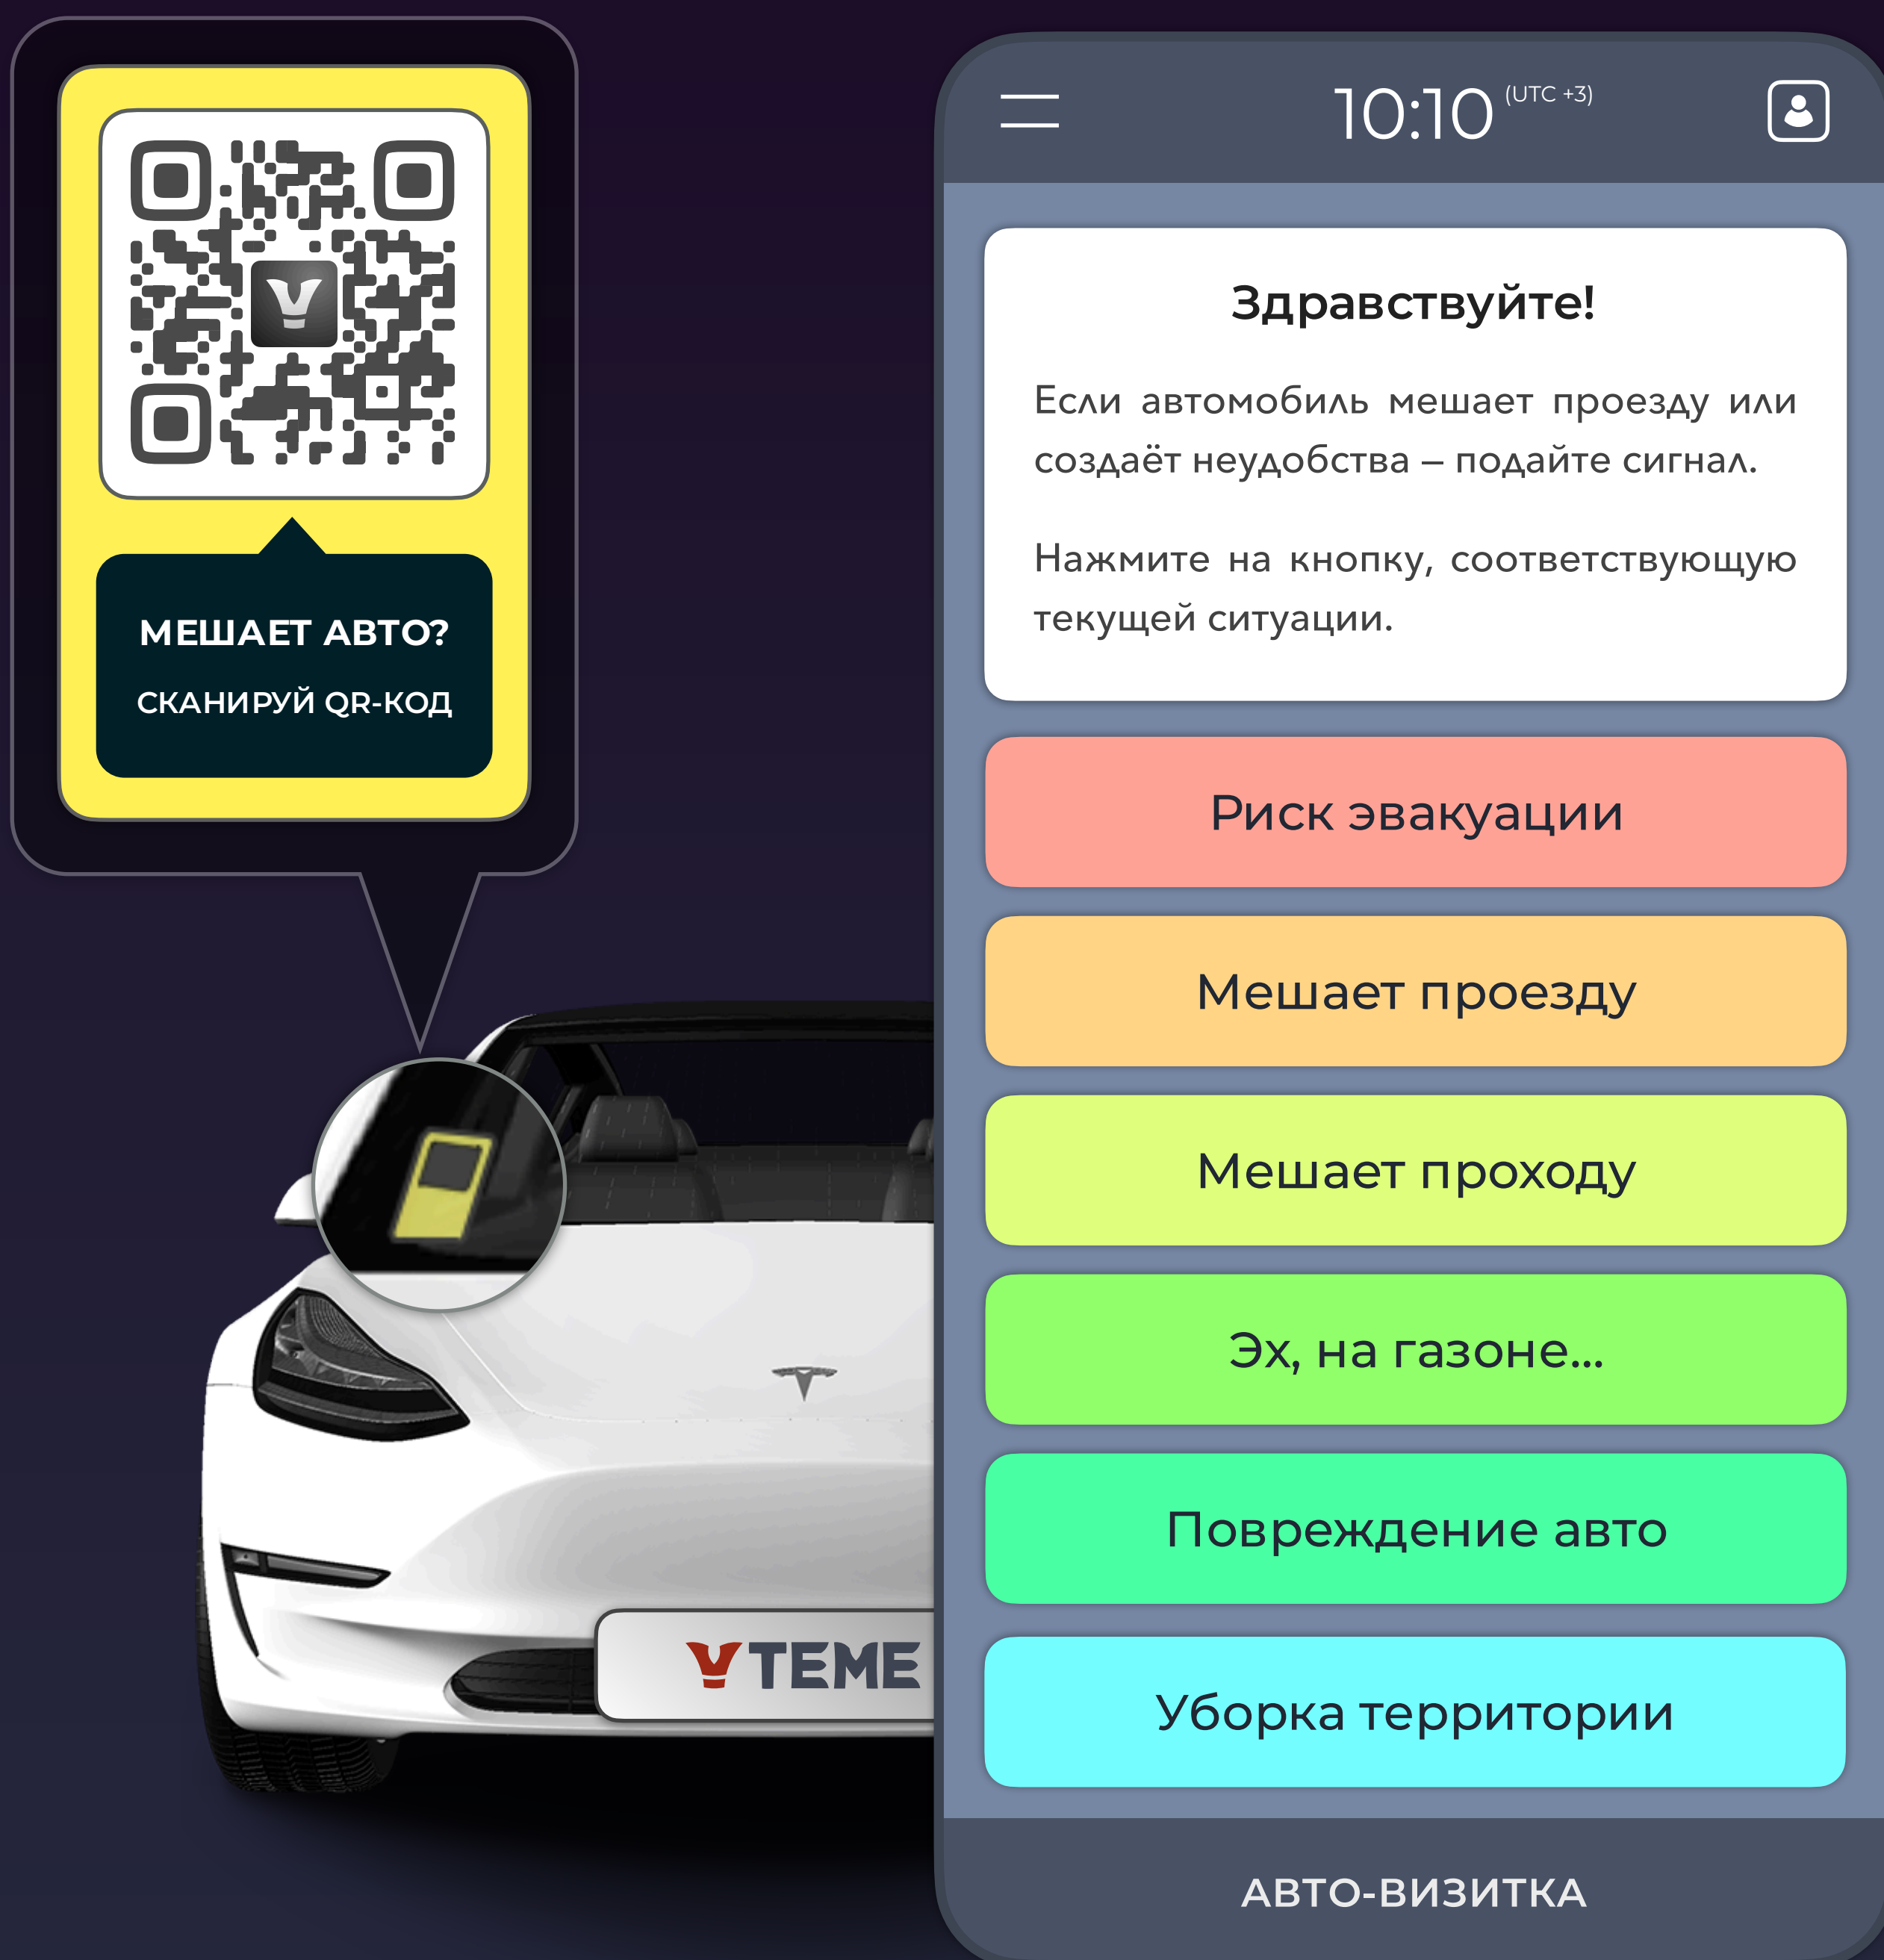 МЕШАЕТ АВТО?
СКАНИРУЙ QR-КОД
TEME
10:10 (UTC +3)
Здравствуйте!
Если автомобиль мешает проезду или
создаёт неудобства – подайте сигнал.
Нажмите на кнопку, соответствующую
текущей ситуации.
Риск эвакуации
Мешает проезду
Мешает проходу
Эх, на газоне...
Повреждение авто
Уборка территории
АВТО-ВИЗИТКА